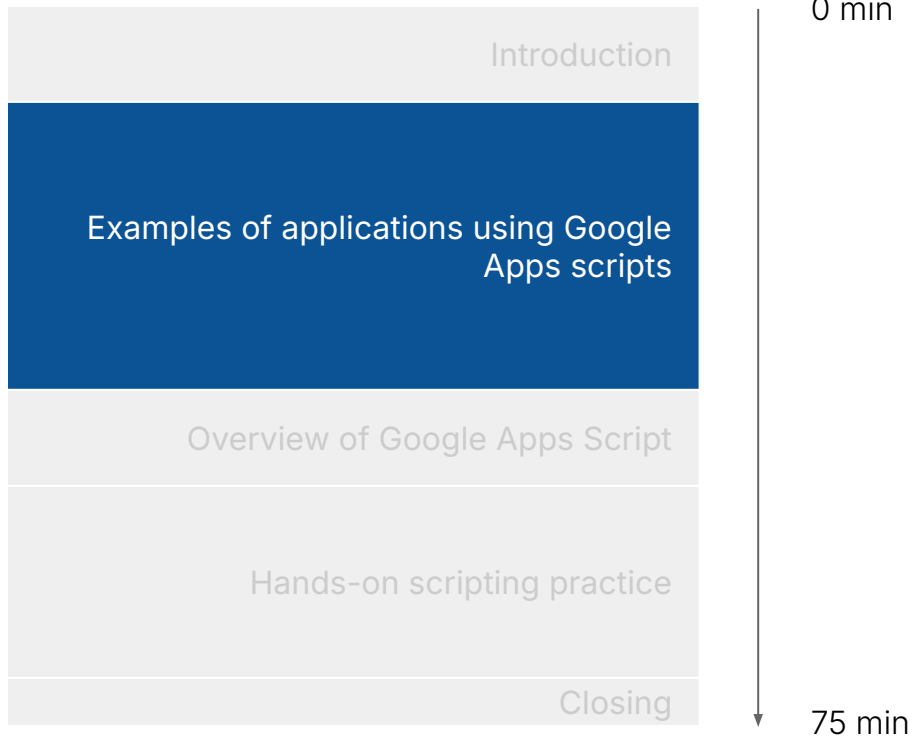 0 min
Introduction
Examples of applications using Google
Apps scripts
Overview of Google Apps Script
Hands-on scripting practice
Closing
75 min